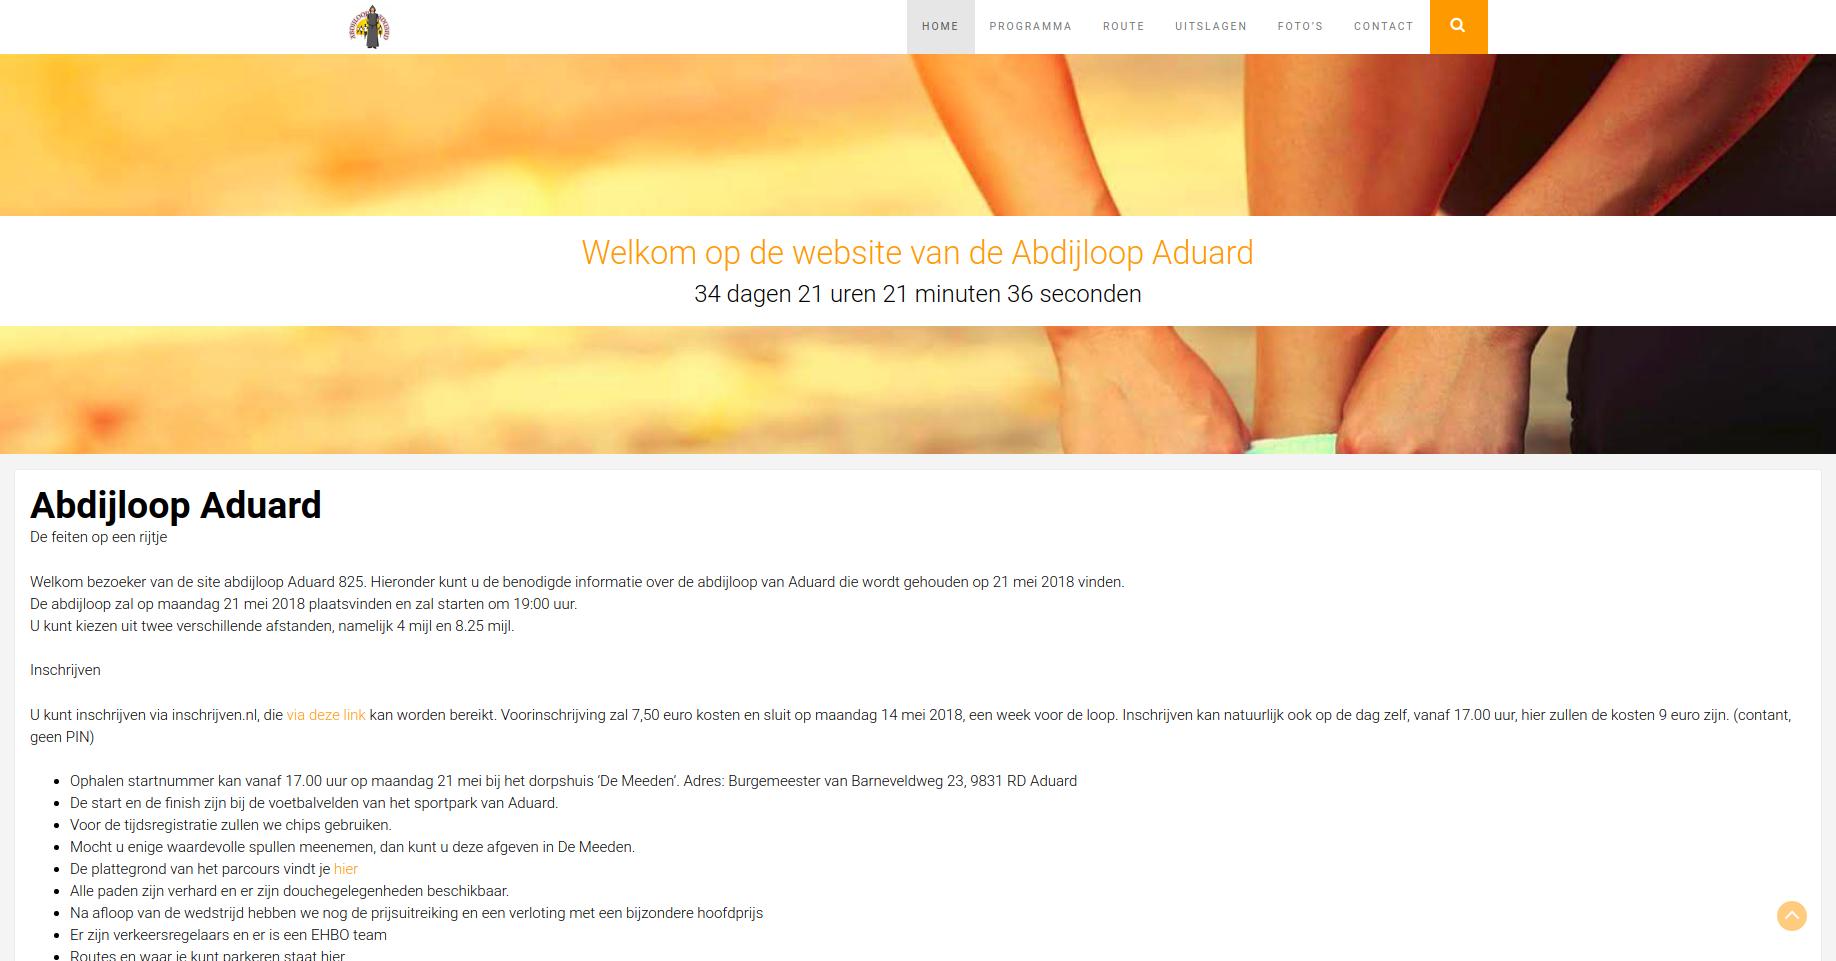 HOME PROGRAMMA ROUTE UITSLAGEN FOTO'S CONTACT
Welkom op de website van de Abdijloop Aduard
34 dagen 21 uren 21 minuten 36 seconden
Abdijloop Aduard
De feiten op een rijtje
Welkom bezoeker van de site abdijloop Aduard 825. Hieronder kunt u de benodigde informatie over de abdijloop van Aduard die wordt gehouden op 21 mei 2018 vinden.
De abdijloop zal op maandag 21 mei 2018 plaatsvinden en zal starten om 19:00 uur.
U kunt kiezen uit twee verschillende afstanden, namelijk 4 mijl en 8.25 mijl.
Inschrijven
U kunt inschrijven via inschrijven.nl, die via deze link kan worden bereikt. Voorinschrijving zal 7,50 euro kosten en sluit op maandag 14 mei 2018, een week voor de loop. Inschrijven kan natuurlijk ook op de dag zelf, vanaf 17.00 uur, hier zullen de kosten 9 euro zijn. (contant,
geen PIN)
Ophalen startnummer kan vanaf 17.00 uur op maandag 21 mei bij het dorpshuis 'De Meeden'. Adres: Burgemeester van Barneveldweg 23, 9831 RD Aduard
De start en de finish zijn bij de voetbalvelden van het sportpark van Aduard.
Voor de tijdsregistratie zullen we chips gebruiken.
Mocht u enige waardevolle spullen meenemen, dan kunt u deze afgeven in De Meeden.
De plattegrond van het parcours vindt je hier
Alle paden zijn verhard en er zijn douchegelegenheden beschikbaar.
Na afloop van de wedstrijd hebben we nog de prijsuitreiking en een verloting met een bijzondere hoofdprijs
Er zijn verkeersregelaars en er is een EHBO team
Routes en waar je kunt parkeren staat hier